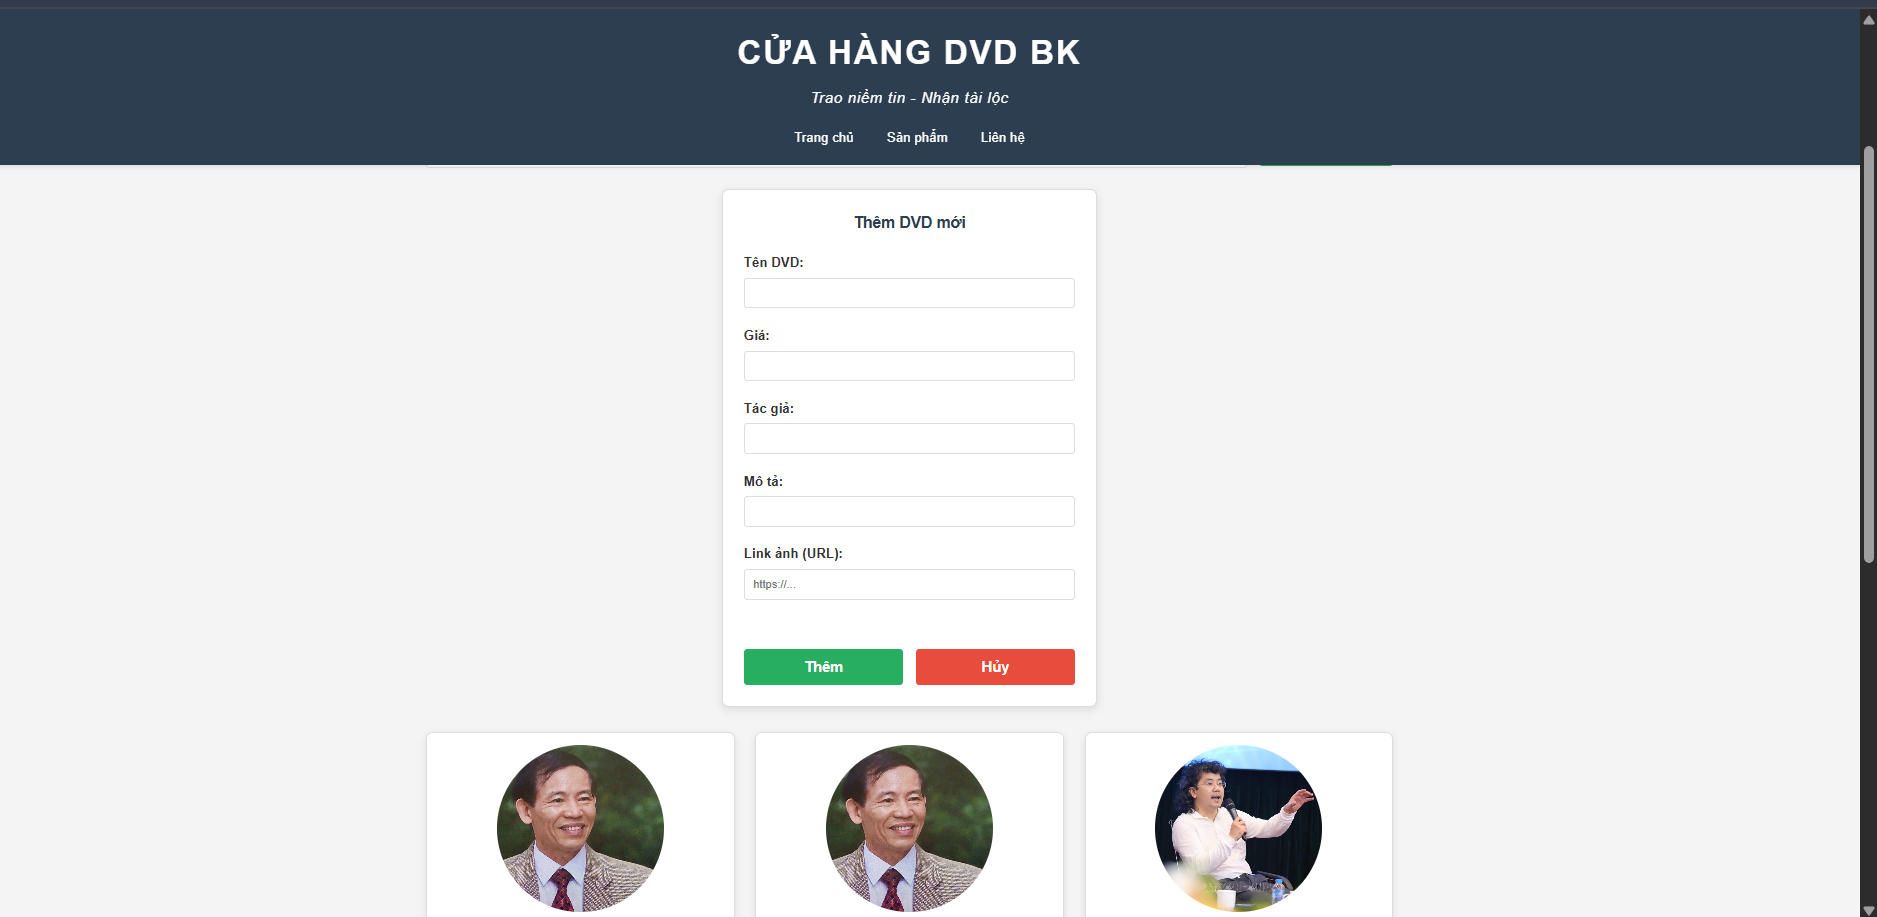 CỬA HÀNG DVD BK
Trao niềm tin - Nhận tài lộc
Trang chủ Sản phẩm Liên hệ
Thêm DVD mới
Tên DVD:
Giá:
Tác giả:
Mô tả:
Link ảnh (URL):
https://...
Thêm Hủy